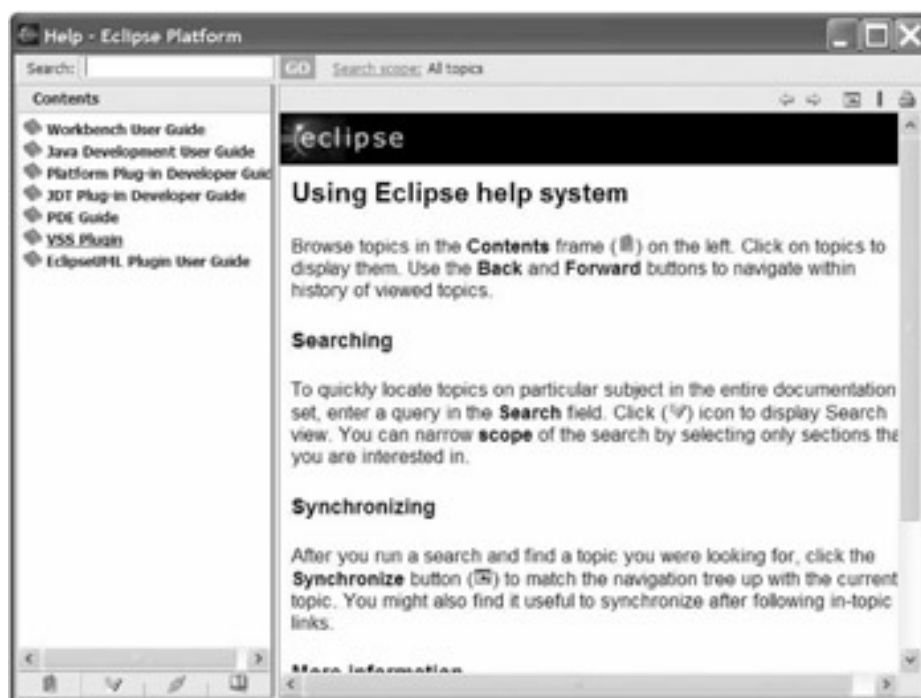 Help - Eclipse Platform
Search:
GO Search scope: All topics
Contents
Workbench User Guide
Java Development User Guide
Platform Plug-in Developer Guid
JDT Plug-in Developer Guide
PDE Guide
VSS Plugin
EclipseUML Plugin User Guide
eclipse
Using Eclipse help system
Browse topics in the Contents frame ( ) on the left. Click on topics to
display them. Use the Back and Forward buttons to navigate within
history of viewed topics.
Searching
To quickly locate topics on particular subject in the entire documentation
set, enter a query in the Search field. Click ( ) icon to display Search
view. You can narrow scope of the search by selecting only sections tha
you are interested in.
Synchronizing
After you run a search and find a topic you were looking for, click the
Synchronize button ( ) to match the navigation tree up with the current
topic. You might also find it useful to synchronize after following in-topic
links.
More information